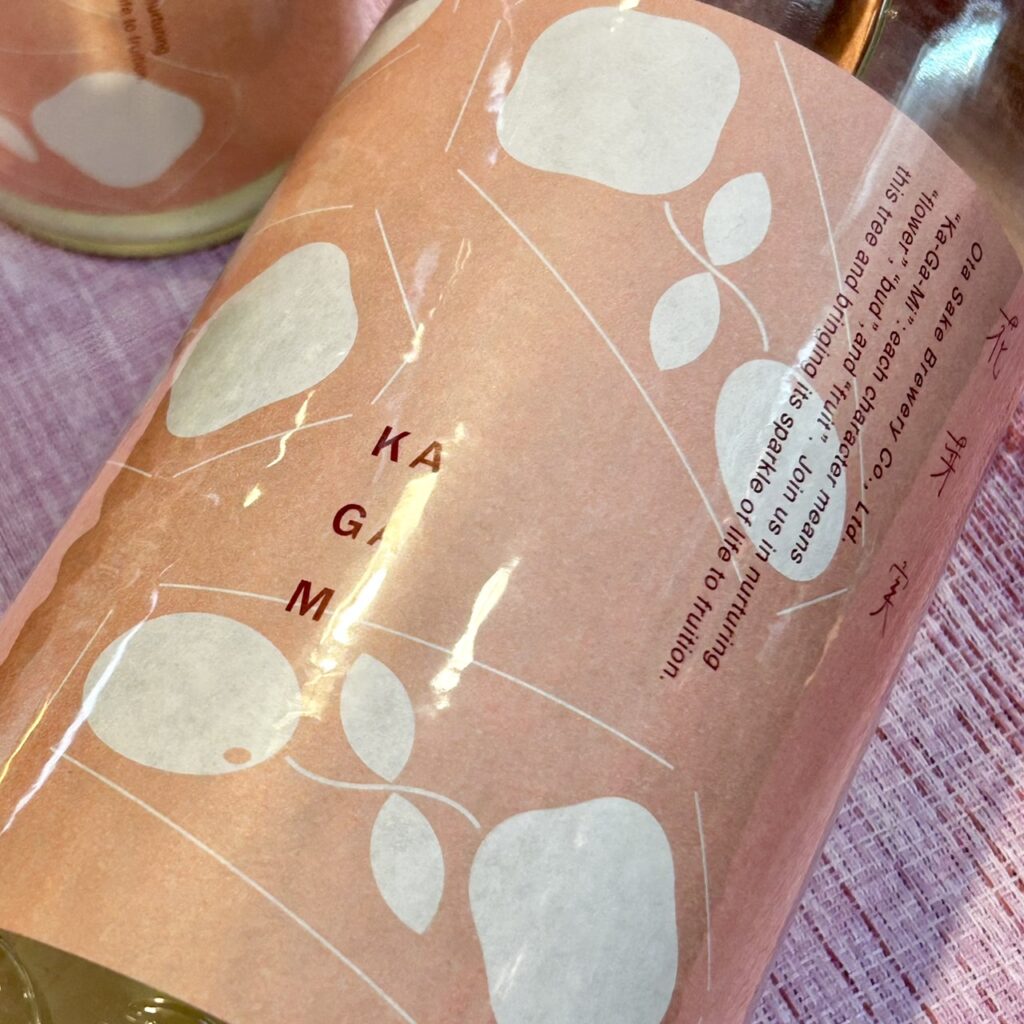 KA
GA
M
Ota Sake Brewery Co., Ltd.
"Ka-Ga-Mi": each character means
"flower", "bud", and "fruit". Join us in nurturing
this tree and bringing its sparkle of life to fruition.